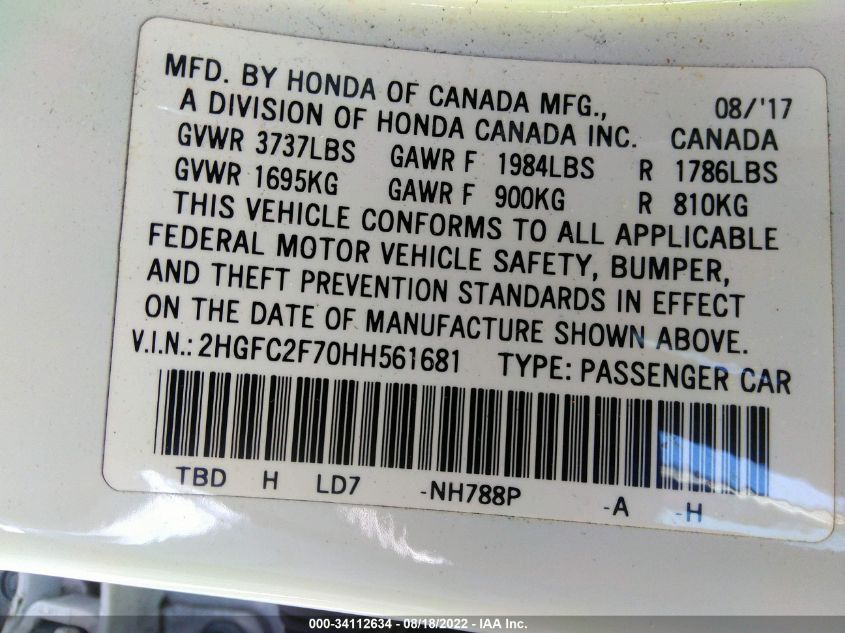 MFD. BY HONDA OF CANADA MFG., 08/'17
A DIVISION OF HONDA CANADA INC. CANADA
GVWR 3737LBS GAWR F 1984LBS R 1786LBS
GVWR 1695KG GAWR F 900KG R 810KG
THIS VEHICLE CONFORMS TO ALL APPLICABLE
FEDERAL MOTOR VEHICLE SAFETY, BUMPER,
AND THEFT PREVENTION STANDARDS IN EFFECT
ON THE DATE OF MANUFACTURE SHOWN ABOVE.
V.I.N.: 2HGFC2F70HH561681 TYPE: PASSENGER CAR
TBD H LD7 -NH788P -A -H
000-34112634 - 08/18/2022 - IAA Inc.